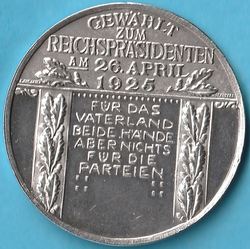 GEWÄHLT
ZUM
REICHSPRÄSIDENTEN
AM 26. APRIL
1925
FÜR DAS
VATERLAND
BEIDE HÄNDE
ABER NICHTS
FÜR DIE
PARTEIEN